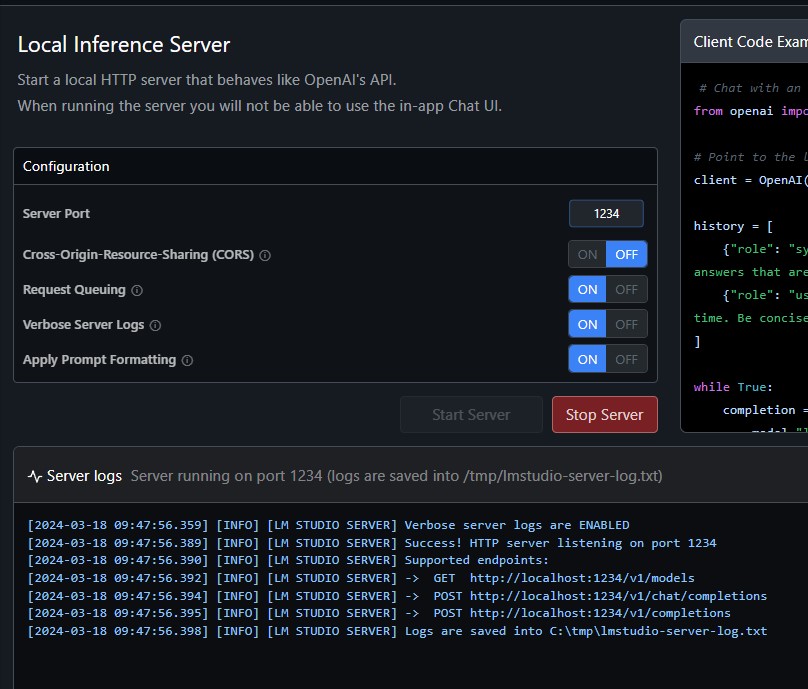 Local Inference Server
Start a local HTTP server that behaves like OpenAI's API.
When running the server you will not be able to use the in-app Chat UI.
Configuration
Server Port 1234
Cross-Origin-Resource-Sharing (CORS) ON OFF
Request Queuing ON OFF
Verbose Server Logs ON OFF
Apply Prompt Formatting ON OFF
Start Server Stop Server
Client Code Exam
# Chat with an
from openai impo
# Point to the L
client = OpenAI(
history = [
{"role": "sy
answers that are
{"role": "us
time. Be concise
]
while True:
completion =
model="l
Server logs Server running on port 1234 (logs are saved into /tmp/lmstudio-server-log.txt)
[2024-03-18 09:47:56.359] [INFO] [LM STUDIO SERVER] Verbose server logs are ENABLED
[2024-03-18 09:47:56.389] [INFO] [LM STUDIO SERVER] Success! HTTP server listening on port 1234
[2024-03-18 09:47:56.390] [INFO] [LM STUDIO SERVER] Supported endpoints:
[2024-03-18 09:47:56.392] [INFO] [LM STUDIO SERVER] -> GET http://localhost:1234/v1/models
[2024-03-18 09:47:56.394] [INFO] [LM STUDIO SERVER] -> POST http://localhost:1234/v1/chat/completions
[2024-03-18 09:47:56.395] [INFO] [LM STUDIO SERVER] -> POST http://localhost:1234/v1/completions
[2024-03-18 09:47:56.398] [INFO] [LM STUDIO SERVER] Logs are saved into C:\tmp\lmstudio-server-log.txt